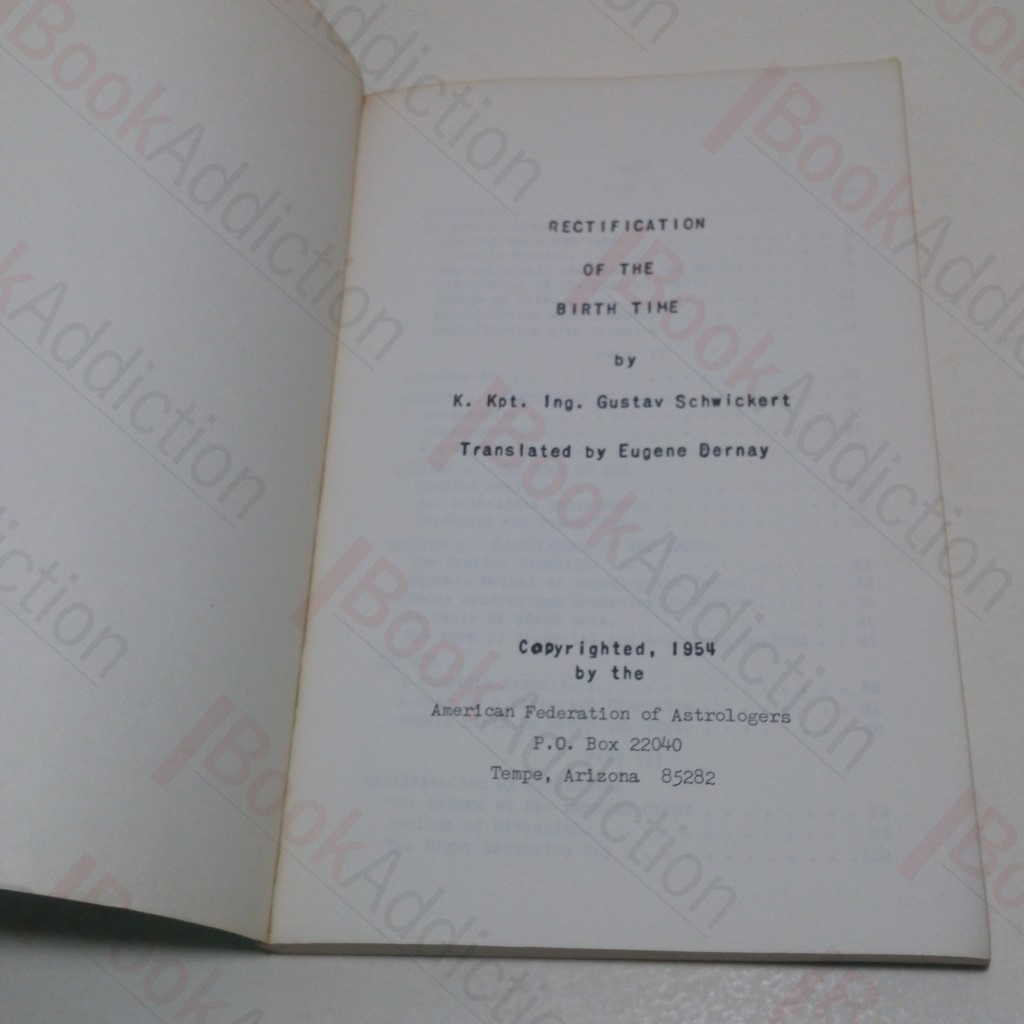 RECTIFICATION
OF THE
BIRTH TIME
by
K. Kpt. Ing. Gustav Schwickert
Translated by Eugene Dernay
Copyrighted, 1954
by the
American Federation of Astrologers
P.O. Box 22040
Tempe, Arizona 85282
BookAddiction